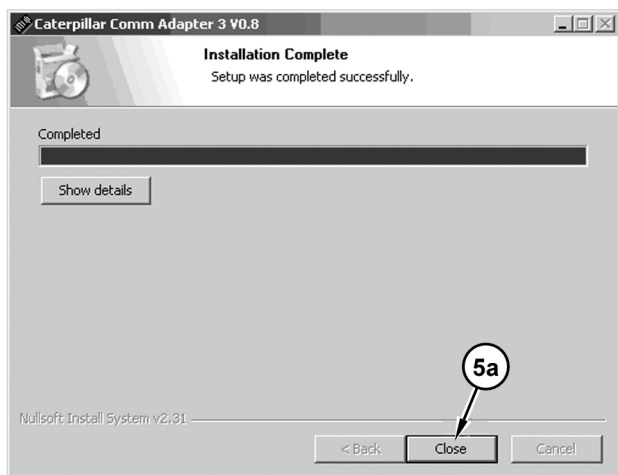 Caterpillar Comm Adapter 3 V0.8
Installation Complete
Setup was completed successfully.
Completed
Show details
5a
Nullsoft Install System v2.31
< Back
Close
Cancel